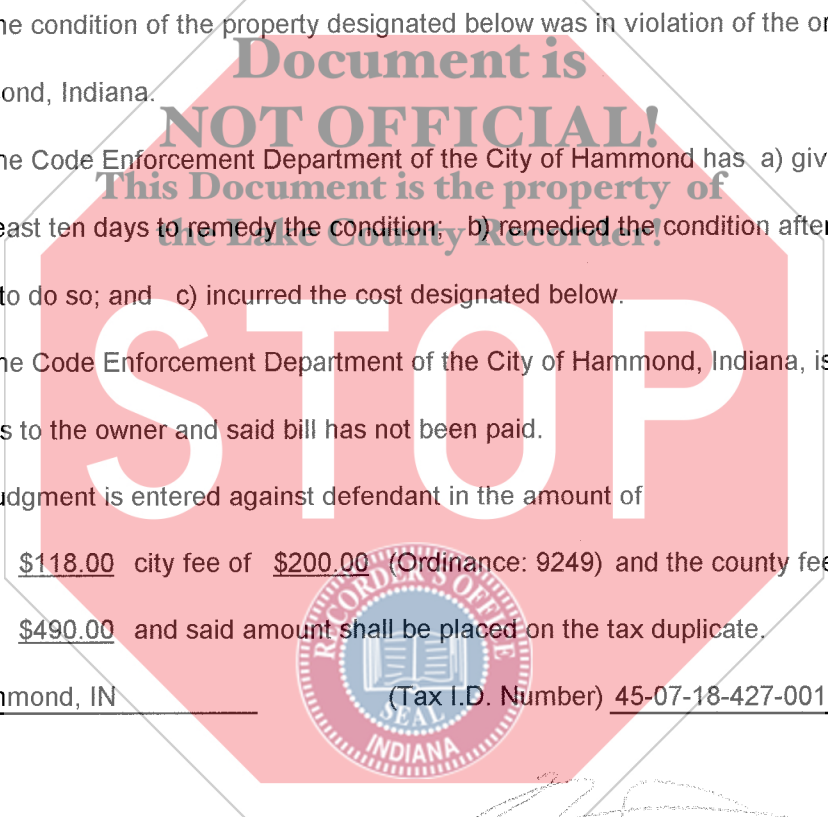 ne condition of the property designated below was in violation of the or
Document is
ond, Indiana.
NOT OFFICIAL!
ne Code Enforcement Department of the City of Hammond has a) giv
This Document is the property of
east ten days to remedy the condition; b) remedied the condition after
the Lake County Recorder!
to do so; and c) incurred the cost designated below.
STOP
ne Code Enforcement Department of the City of Hammond, Indiana, is
s to the owner and said bill has not been paid.
udgment is entered against defendant in the amount of
$118.00 city fee of $200.00 (Ordinance: 9249) and the county fee
$490.00 and said amount shall be placed on the tax duplicate.
RECORDER'S OFFICE
SEAL
INDIANA
mmond, IN (Tax I.D. Number) 45-07-18-427-001